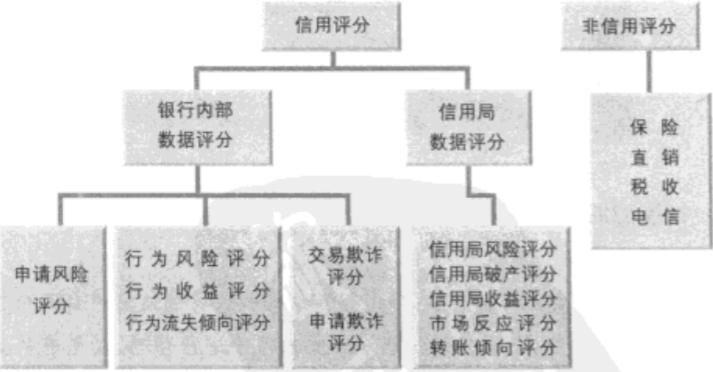 信用评分
非信用评分
银行内部
数据评分
信用局
数据评分
保险
直销
税收
电信
申请风险
评分
行为风险评分
行为收益评分
行为流失倾向评分
交易欺诈
评分
申请欺诈
评分
信用局风险评分
信用局破产评分
信用局收益评分
市场反应评分
转账倾向评分